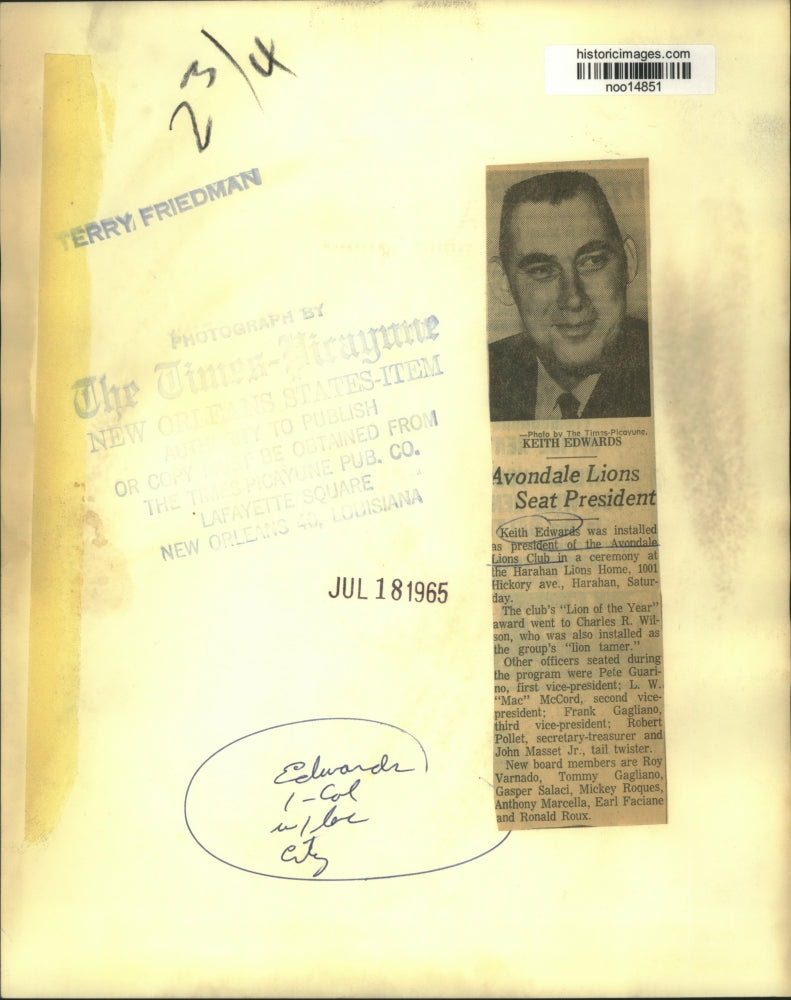 historicimages.com
noo14851
2 3/4
TERRY FRIEDMAN
PHOTOGRAPH BY
The Times-Picayune
NEW ORLEANS STATES-ITEM
TO PUBLISH
OR COPY BE OBTAINED FROM
THE TIMES-PICAYUNE PUB. CO.
LAFAYETTE SQUARE
NEW ORLEANS 40, LOUISIANA
JUL 18 1965
—Photo by The Times-Picayune.
KEITH EDWARDS
Avondale Lions
Seat President
Keith Edwards was installed
as president of the Avondale
Lions Club in a ceremony at
the Harahan Lions Home, 1001
Hickory ave., Harahan, Satur-
day.
The club's "Lion of the Year"
award went to Charles R. Wil-
son, who was also installed as
the group's "lion tamer."
Other officers seated during
the program were Pete Guari-
no, first vice-president; L. W.
"Mac" McCord, second vice-
president; Frank Gagliano,
third vice-president; Robert
Pollet, secretary-treasurer and
John Masset Jr., tail twister.
New board members are Roy
Varnado, Tommy Gagliano,
Gasper Salaci, Mickey Roques,
Anthony Marcella, Earl Faciane
and Ronald Roux.
Edwards
1-Col
City